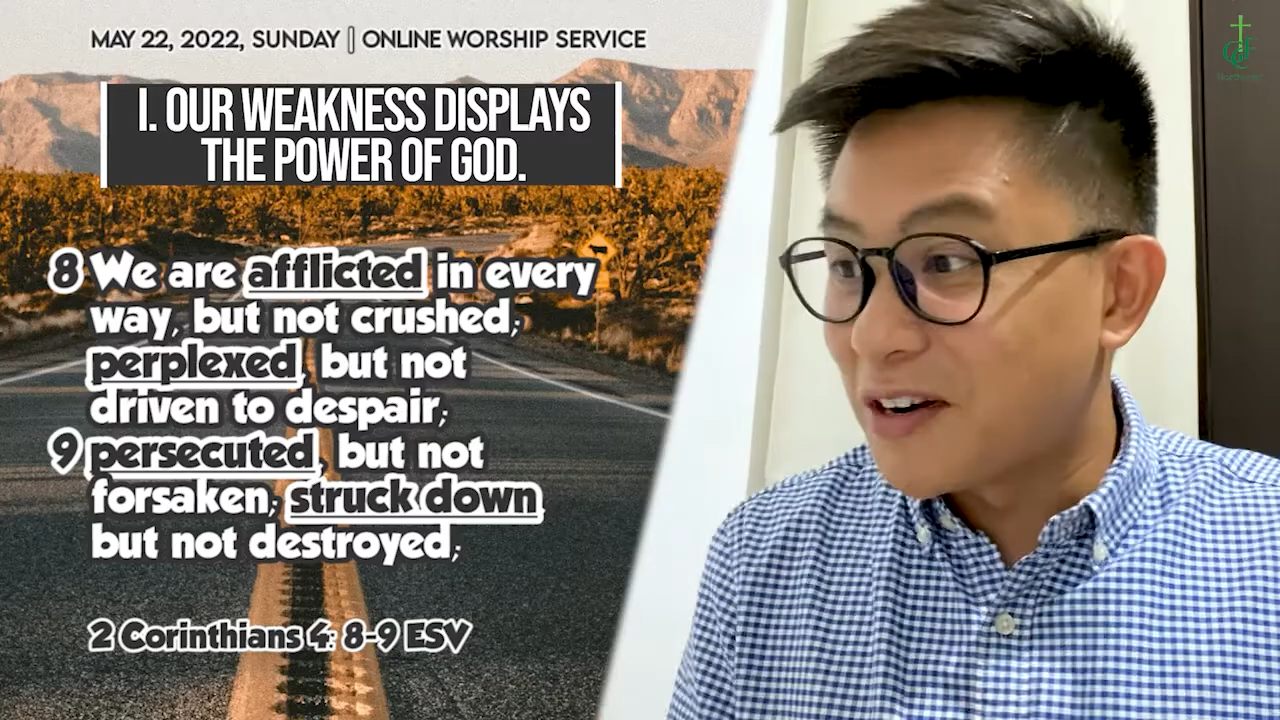 MAY 22, 2022, SUNDAY | ONLINE WORSHIP SERVICE
I. OUR WEAKNESS DISPLAYS
THE POWER OF GOD.
8 We are afflicted in every
way, but not crushed;
perplexed, but not
driven to despair;
9 persecuted, but not
forsaken; struck down
but not destroyed;
2 Corinthians 4: 8-9 ESV